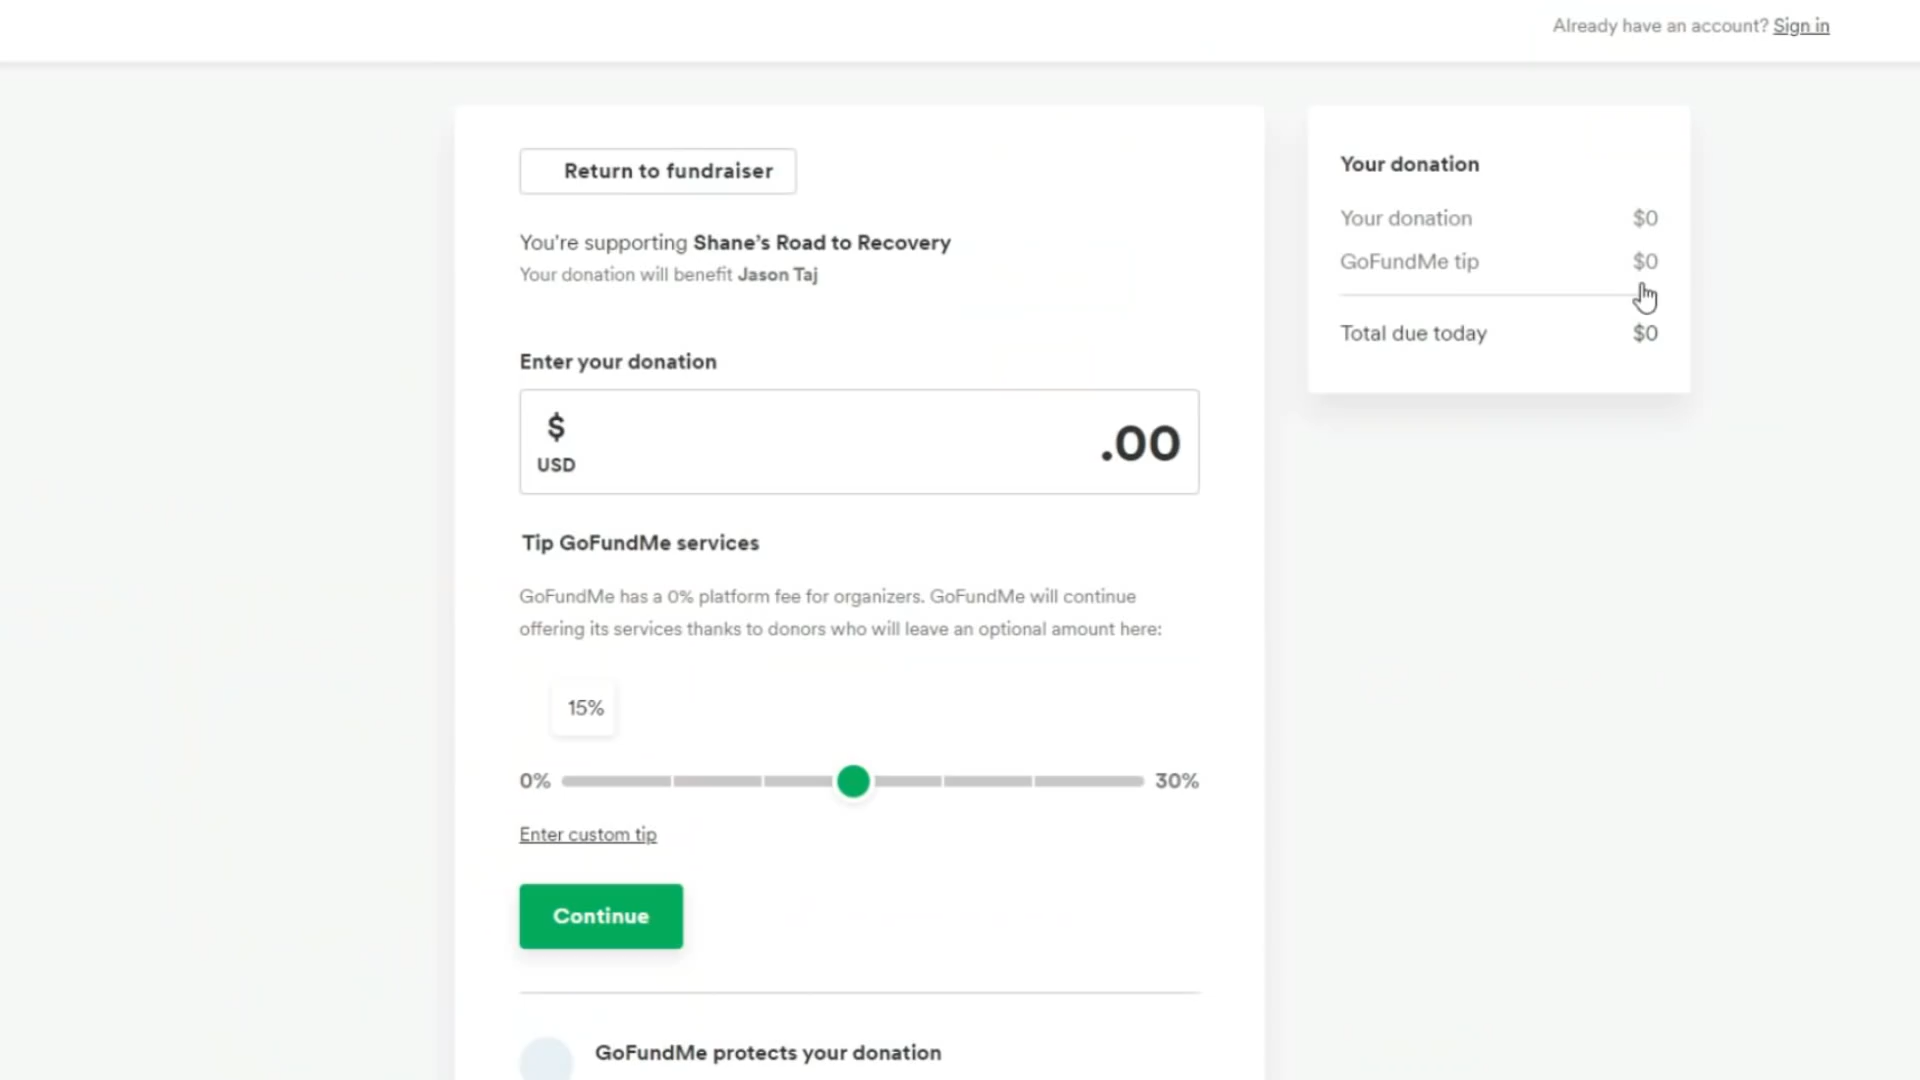 Already have an account? Sign in
Return to fundraiser
You're supporting Shane's Road to Recovery
Your donation will benefit Jason Taj
Enter your donation
$
USD
.00
Tip GoFundMe services
GoFundMe has a 0% platform fee for organizers. GoFundMe will continue
offering its services thanks to donors who will leave an optional amount here:
15%
0%
30%
Enter custom tip
Continue
GoFundMe protects your donation
Your donation
Your donation $0
GoFundMe tip $0
Total due today $0